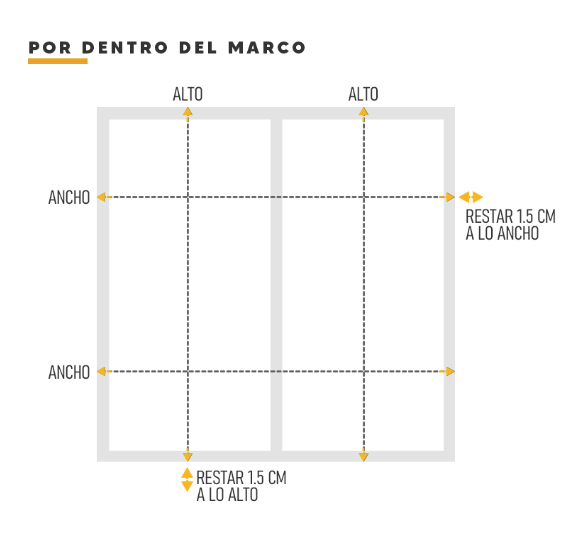 POR DENTRO DEL MARCO
ALTO
ALTO
ANCHO
RESTAR 1.5 CM
A LO ANCHO
ANCHO
RESTAR 1.5 CM
A LO ALTO